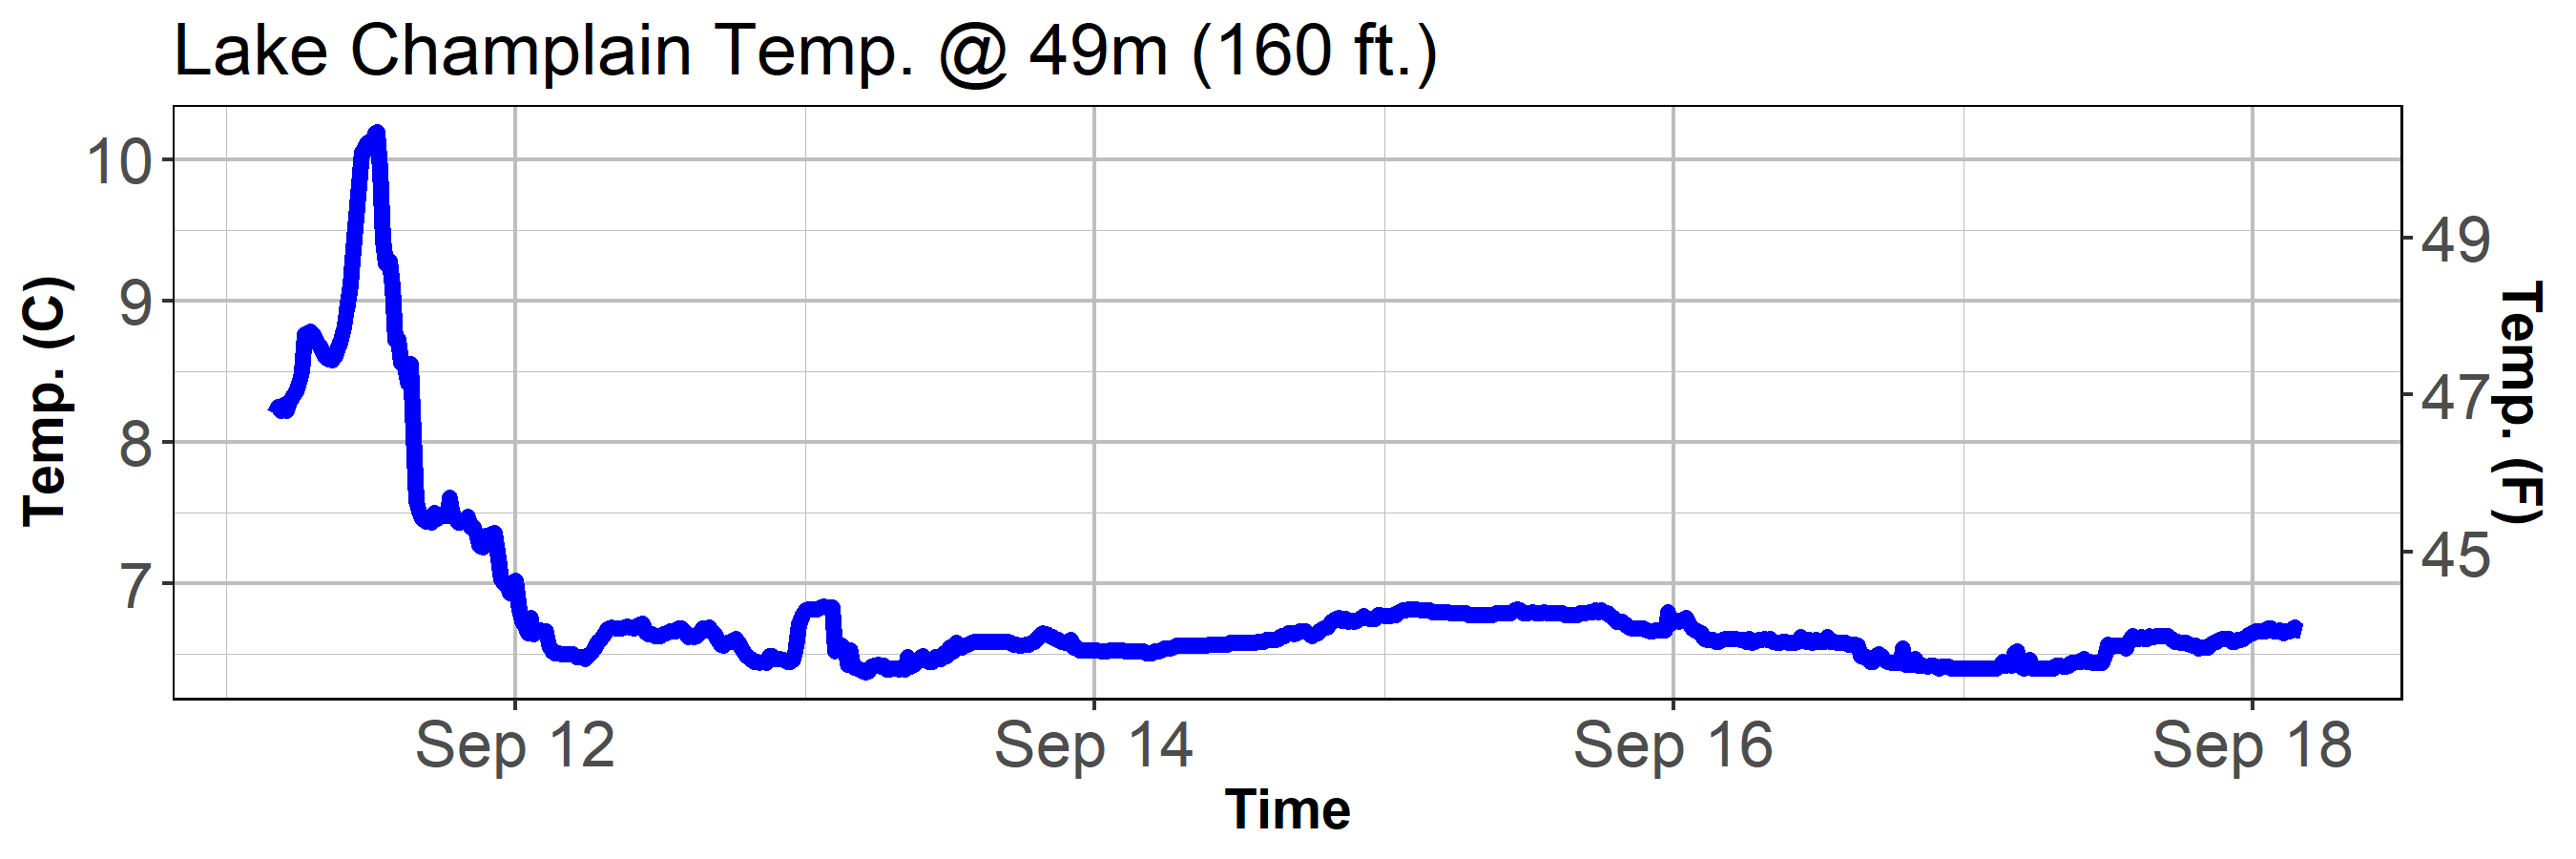 Lake Champlain Temp. @ 49m (160 ft.)
10
9
8
7
Temp. (C)
49
47
45
Temp. (F)
Sep 12 Sep 14 Sep 16 Sep 18
Time